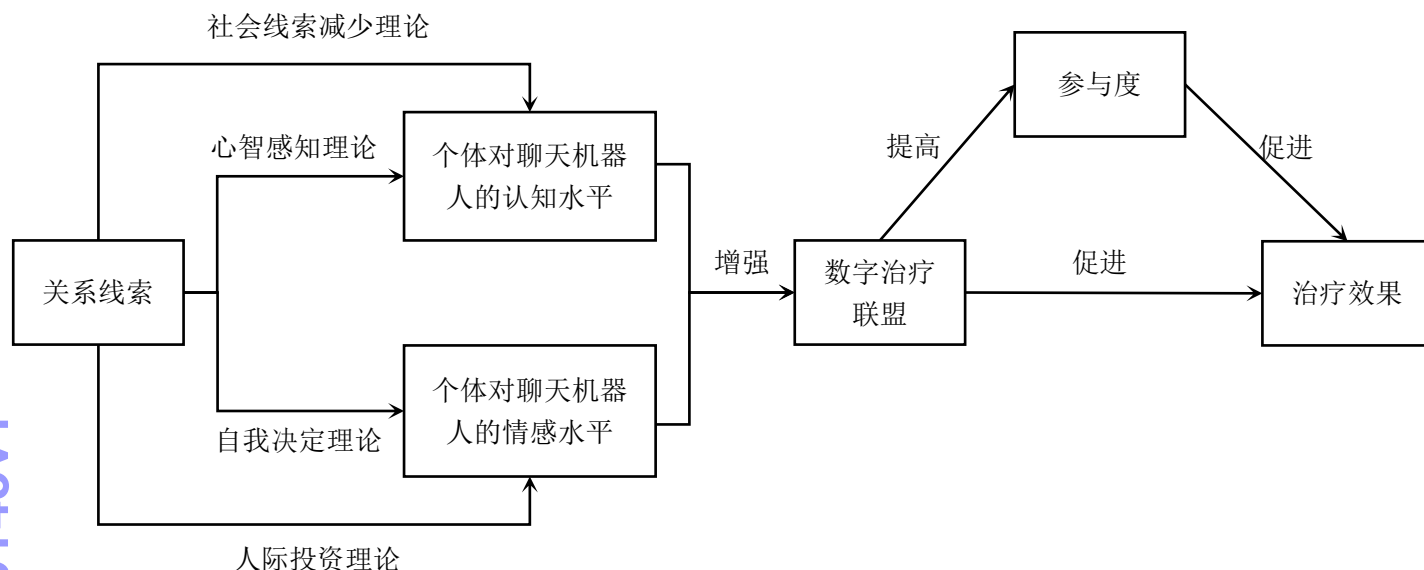 社会线索减少理论
参与度
心智感知理论
提高
促进
个体对聊天机器
人的认知水平
关系线索
增强
数字治疗
联盟
促进
治疗效果
个体对聊天机器
人的情感水平
自我决定理论
人际投资理论